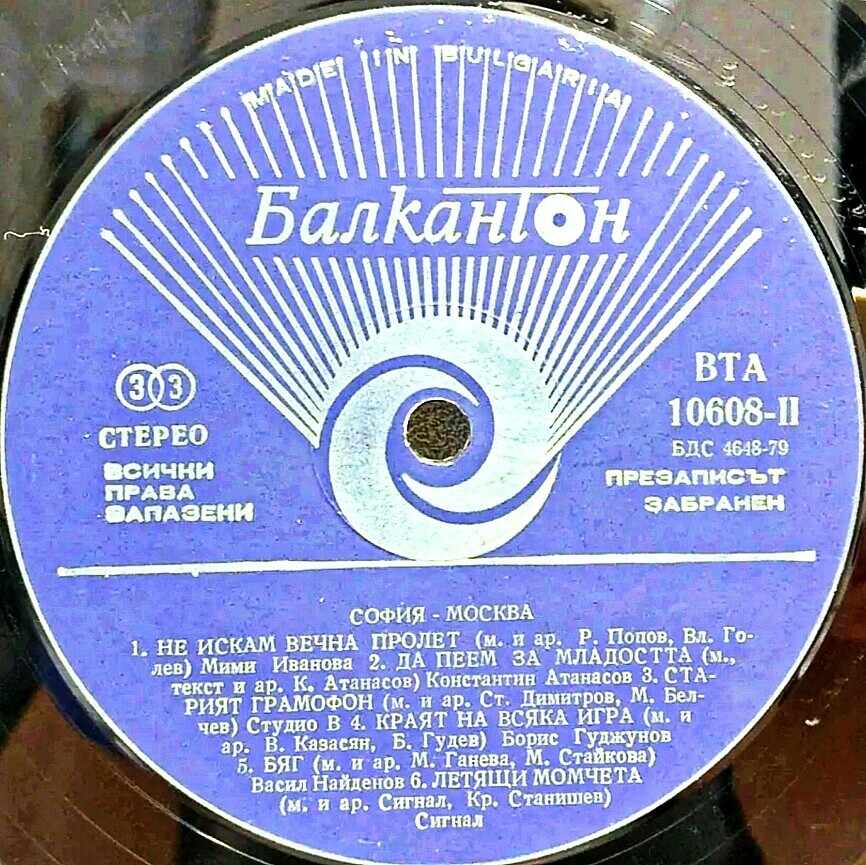 MADE IN BULGARIA
Балкантон
33
СТЕРЕО
ВСИЧКИ
ПРАВА
ЗАПАЗЕНИ
ВТА
10608-II
БДС 4648-79
ПРЕЗАПИСЪТ
ЗАБРАНЕН
СОФИЯ - МОСКВА
1. НЕ ИСКАМ ВЕЧНА ПРОЛЕТ (м. и ар. Р. Попов, Вл. Го-
лев) Мими Иванова 2. ДА ПЕЕМ ЗА МЛАДОСТТА (м.,
текст и ар. К. Атанасов) Константин Атанасов 3. СТА-
РИЯТ ГРАМОФОН (м. и ар. Ст. Димитров, М. Бел-
чев) Студио В 4. КРАЯТ НА ВСЯКА ИГРА (м. и
ар. В. Казасян, Б. Гудев) Борис Гуджунов
5. БЯГ (м. и ар. М. Ганева, М. Стайкова)
Васил Найденов 6. ЛЕТЯЩИ МОМЧЕТА
(м. и ар. Сигнал, Кр. Станишев)
Сигнал